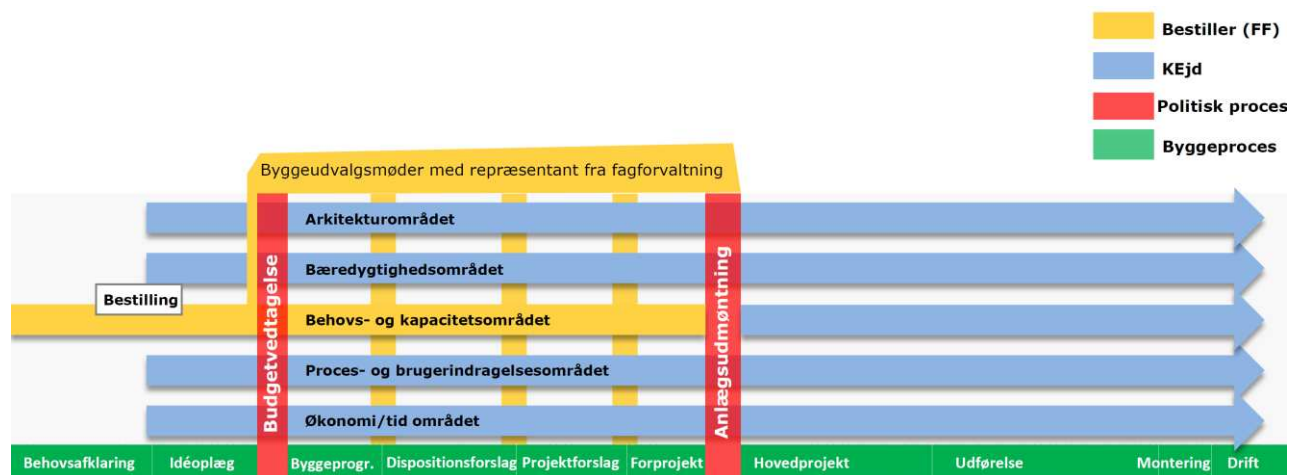 Bestiller (FF)
KEjd
Politisk proces
Byggeproces
Byggeudvalgsmøder med repræsentant fra fagforvaltning
Arkitekturområdet
Bæredygtighedsområdet
Bestilling
Behovs- og kapacitetsområdet
Proces- og brugerindragelsesområdet
Økonomi/tid området
Budgetvedtagelse
Anlægsudmøntning
Behovsafklaring
Idéoplæg
Byggeprogr.
Dispositionsforslag
Projektforslag
Forprojekt
Hovedprojekt
Udførelse
Montering
Drift